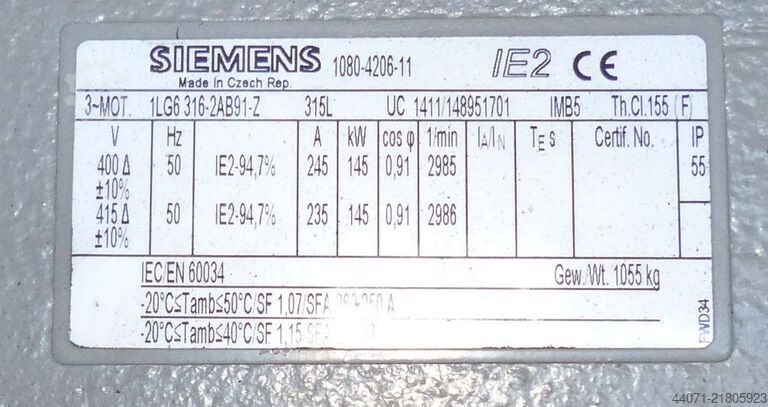 SIEMENS 1080-4206-11 IE2 CE
Made in Czech Rep.
3~MOT. 1LG6 316-2AB91-Z 315L UC 1411/148951701 IMB5 Th.Cl.155 (F)
V Hz A kW cos φ 1/min IA/IN TE s Certif. No. IP
400 Δ 50 IE2-94,7% 245 145 0,91 2985 55
±10%
415 Δ 50 IE2-94,7% 235 145 0,91 2986
±10%
IEC/EN 60034 Gew./Wt. 1055 kg
-20°C≤Tamb≤50°C/SF 1,07/SFA A
-20°C≤Tamb≤40°C/SF 1,15
FWD34
44071-21805923